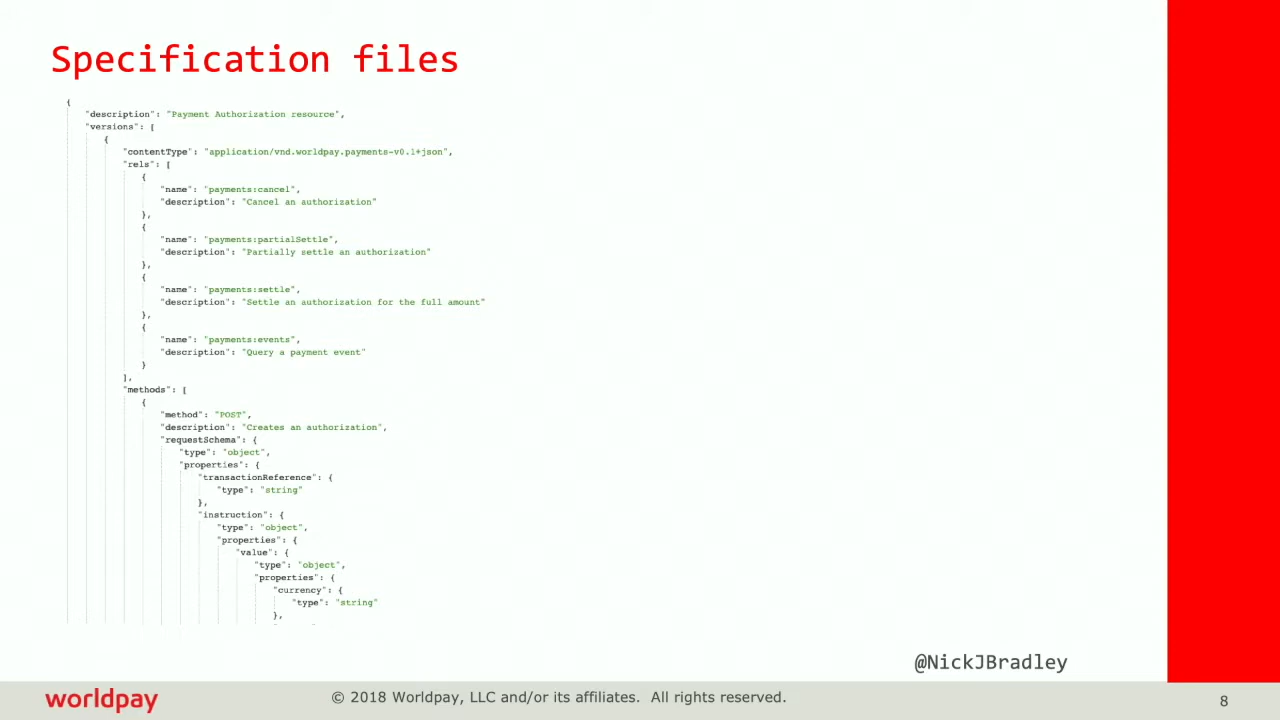 Specification files
{
"description": "Payment Authorization resource",
"versions": [
{
"contentType": "application/vnd.worldpay.payments-v0.1+json",
"rels": [
{
"name": "payments:cancel",
"description": "Cancel an authorization"
},
{
"name": "payments:partialSettle",
"description": "Partially settle an authorization"
},
{
"name": "payments:settle",
"description": "Settle an authorization for the full amount"
},
{
"name": "payments:events",
"description": "Query a payment event"
}
],
"methods": [
{
"method": "POST",
"description": "Creates an authorization",
"requestSchema": {
"type": "object",
"properties": {
"transactionReference": {
"type": "string"
},
"instruction": {
"type": "object",
"properties": {
"value": {
"type": "object",
"properties": {
"currency": {
"type": "string"
},
@NickJBradley
worldpay
© 2018 Worldpay, LLC and/or its affiliates. All rights reserved.
8